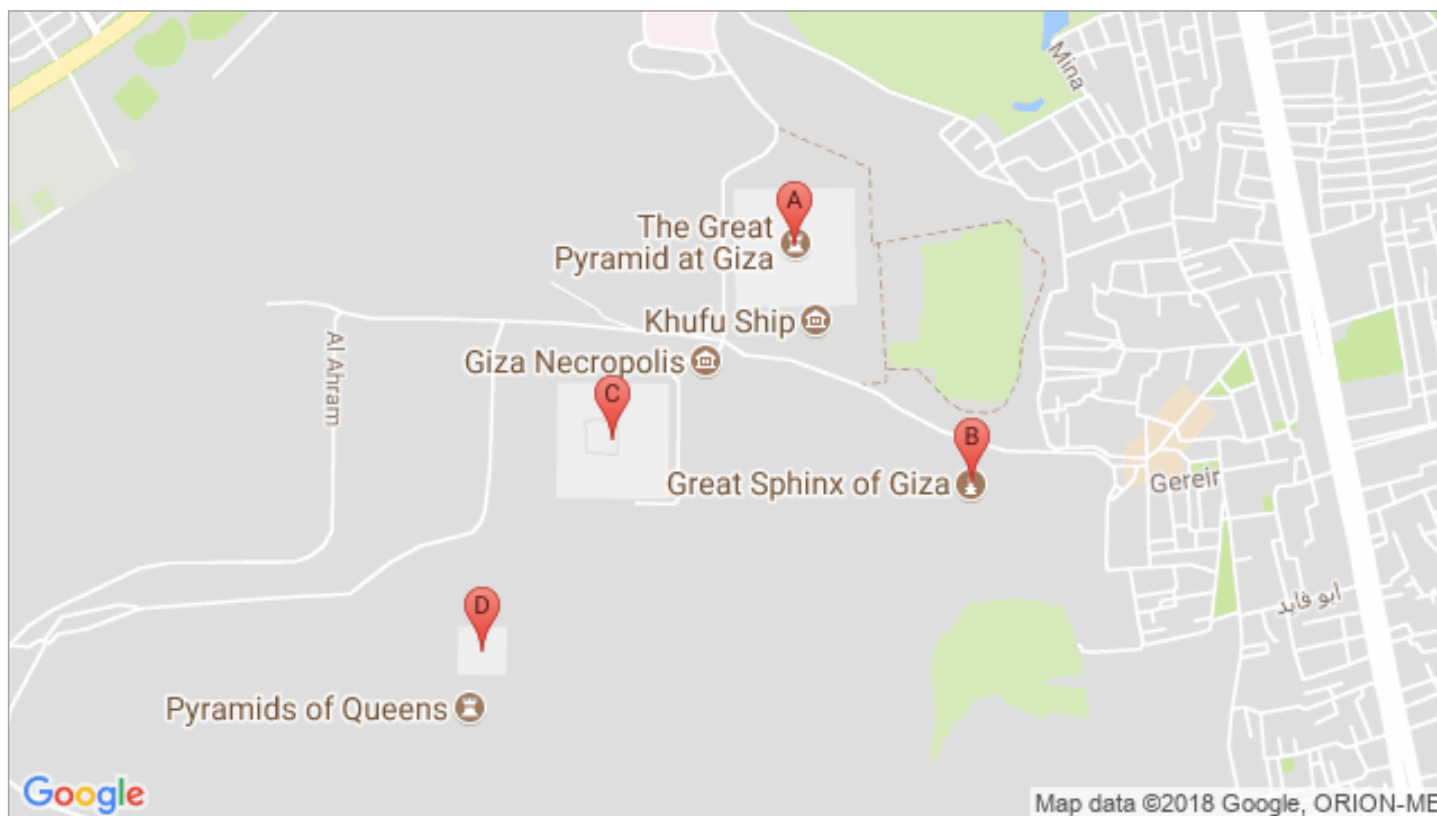 Mina
A
The Great
Pyramid at Giza
Khufu Ship
Giza Necropolis
Al Ahram
C
B
Great Sphinx of Giza
Gereir
D
ابو فايد
Pyramids of Queens
Google
Map data ©2018 Google, ORION-ME